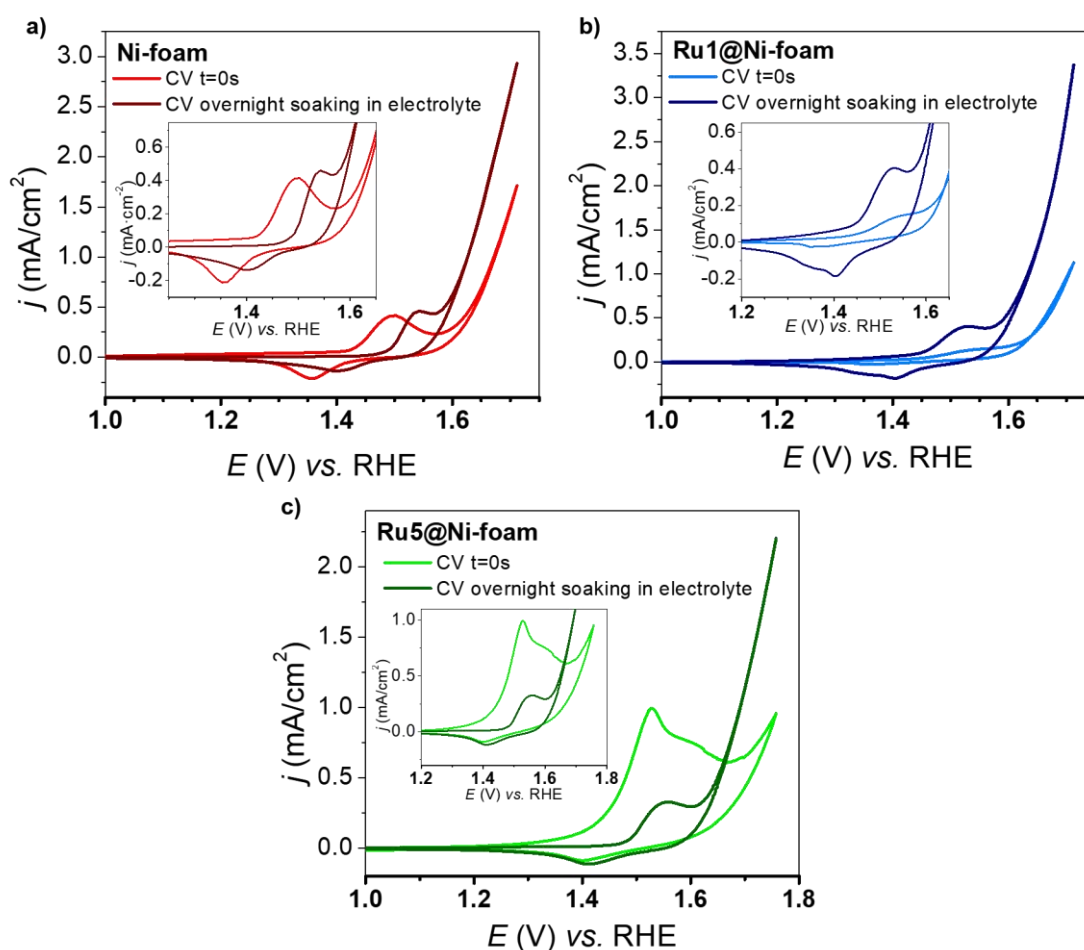 a)
Ni-foam
CV t=0s
CV overnight soaking in electrolyte
3.0
2.5
2.0
1.5
1.0
0.5
0.0
j (mA/cm²)
1.0 1.2 1.4 1.6
E (V) vs. RHE
0.6
0.4
0.2
0.0
-0.2
j (mA·cm⁻²)
1.4 1.6
E (V) vs. RHE
b)
Ru1@Ni-foam
CV t=0s
CV overnight soaking in electrolyte
3.5
3.0
2.5
2.0
1.5
1.0
0.5
0.0
j (mA/cm²)
1.0 1.2 1.4 1.6
E (V) vs. RHE
0.6
0.4
0.2
0.0
-0.2
j (mA/cm²)
1.2 1.4 1.6
E (V) vs. RHE
c)
Ru5@Ni-foam
CV t=0s
CV overnight soaking in electrolyte
2.0
1.5
1.0
0.5
0.0
j (mA/cm²)
1.0 1.2 1.4 1.6 1.8
E (V) vs. RHE
1.0
0.5
0.0
j (mA/cm²)
1.2 1.4 1.6 1.8
E (V) vs. RHE